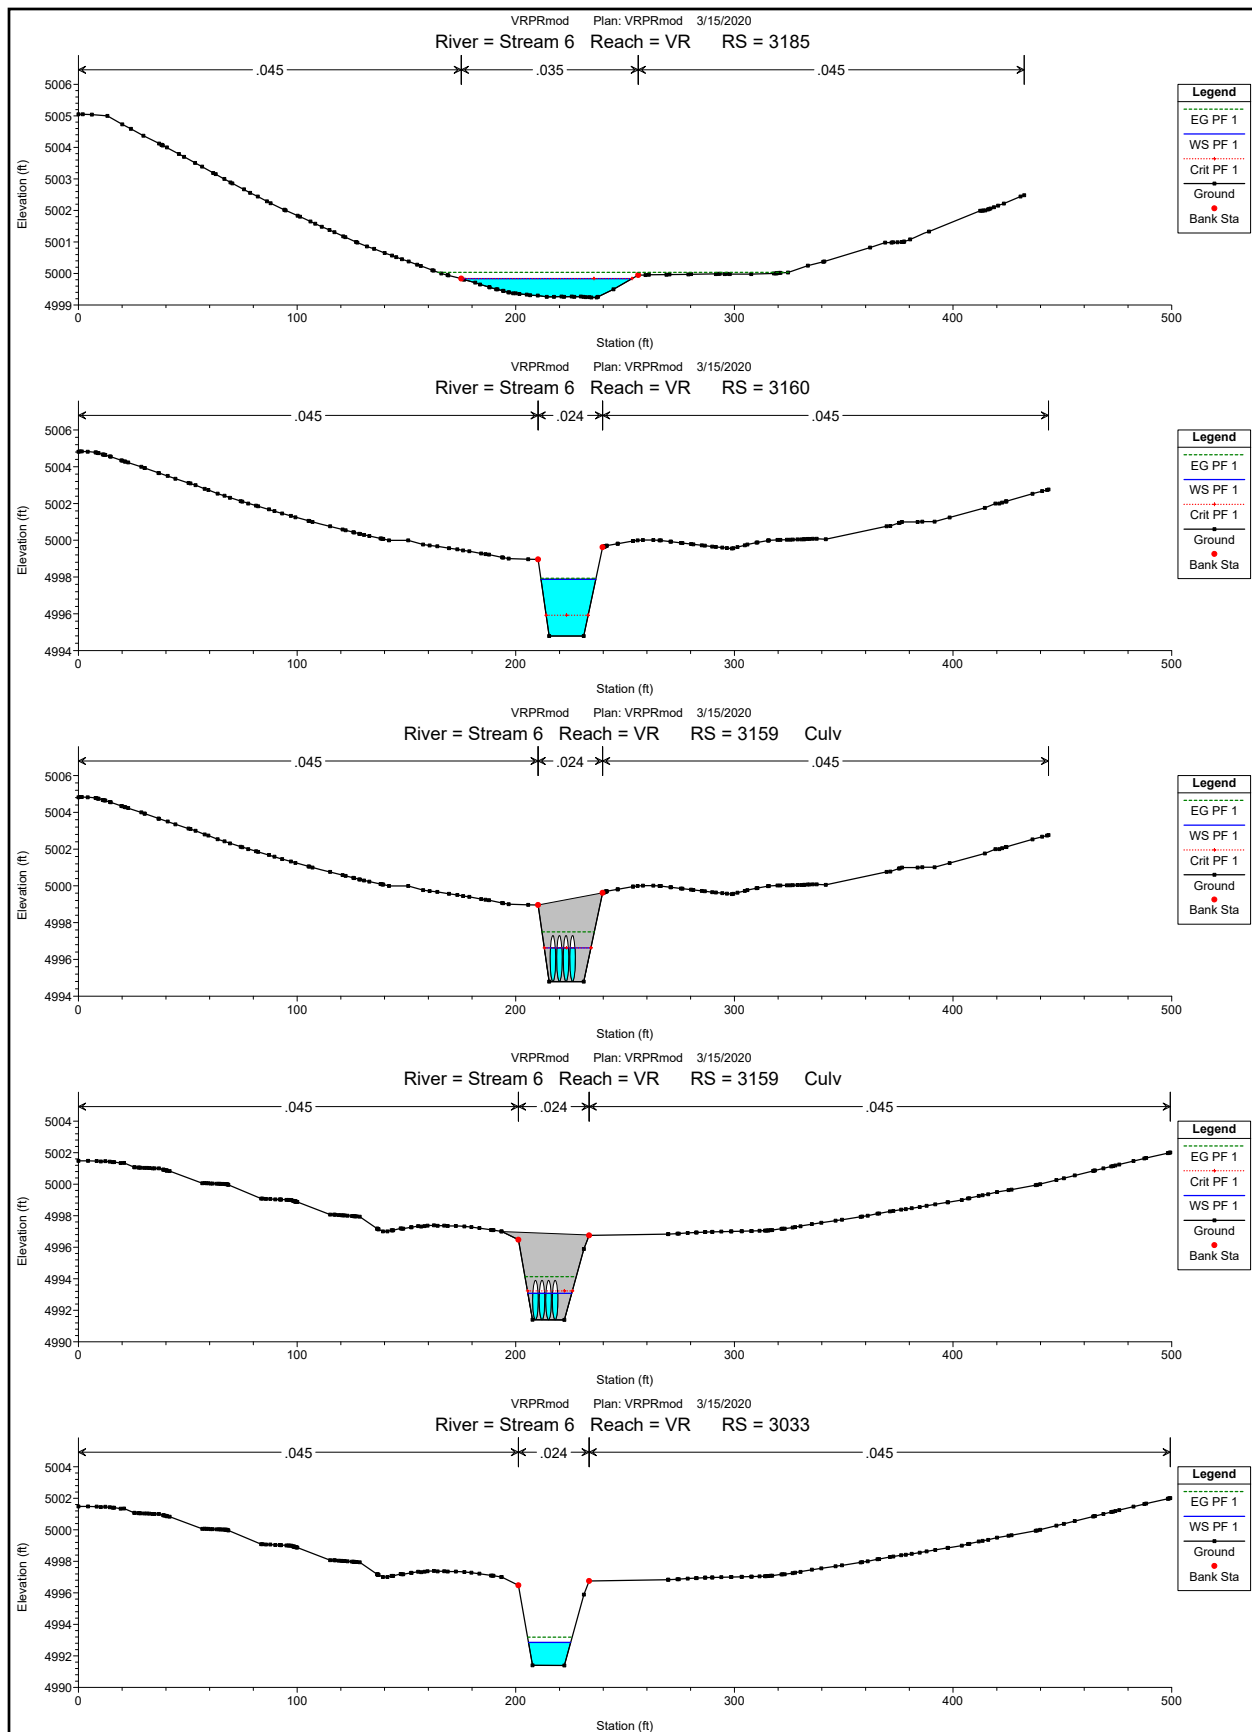 VRPRmod Plan: VRPRmod 3/15/2020
River = Stream 6 Reach = VR RS = 3185
.045 .035 .045
5006
5005
5004
5003
5002
5001
5000
4999
Elevation (ft)
0 100 200 300 400 500
Station (ft)
Legend
EG PF 1
WS PF 1
Crit PF 1
Ground
Bank Sta
VRPRmod Plan: VRPRmod 3/15/2020
River = Stream 6 Reach = VR RS = 3160
.045 .024 .045
5006
5004
5002
5000
4998
4996
4994
Elevation (ft)
0 100 200 300 400 500
Station (ft)
Legend
EG PF 1
WS PF 1
Crit PF 1
Ground
Bank Sta
VRPRmod Plan: VRPRmod 3/15/2020
River = Stream 6 Reach = VR RS = 3159 Culv
.045 .024 .045
5006
5004
5002
5000
4998
4996
4994
Elevation (ft)
0 100 200 300 400 500
Station (ft)
Legend
EG PF 1
WS PF 1
Crit PF 1
Ground
Bank Sta
VRPRmod Plan: VRPRmod 3/15/2020
River = Stream 6 Reach = VR RS = 3159 Culv
.045 .024 .045
5004
5002
5000
4998
4996
4994
4992
4990
Elevation (ft)
0 100 200 300 400 500
Station (ft)
Legend
EG PF 1
Crit PF 1
WS PF 1
Ground
Bank Sta
VRPRmod Plan: VRPRmod 3/15/2020
River = Stream 6 Reach = VR RS = 3033
.045 .024 .045
5004
5002
5000
4998
4996
4994
4992
4990
Elevation (ft)
0 100 200 300 400 500
Station (ft)
Legend
EG PF 1
WS PF 1
Ground
Bank Sta